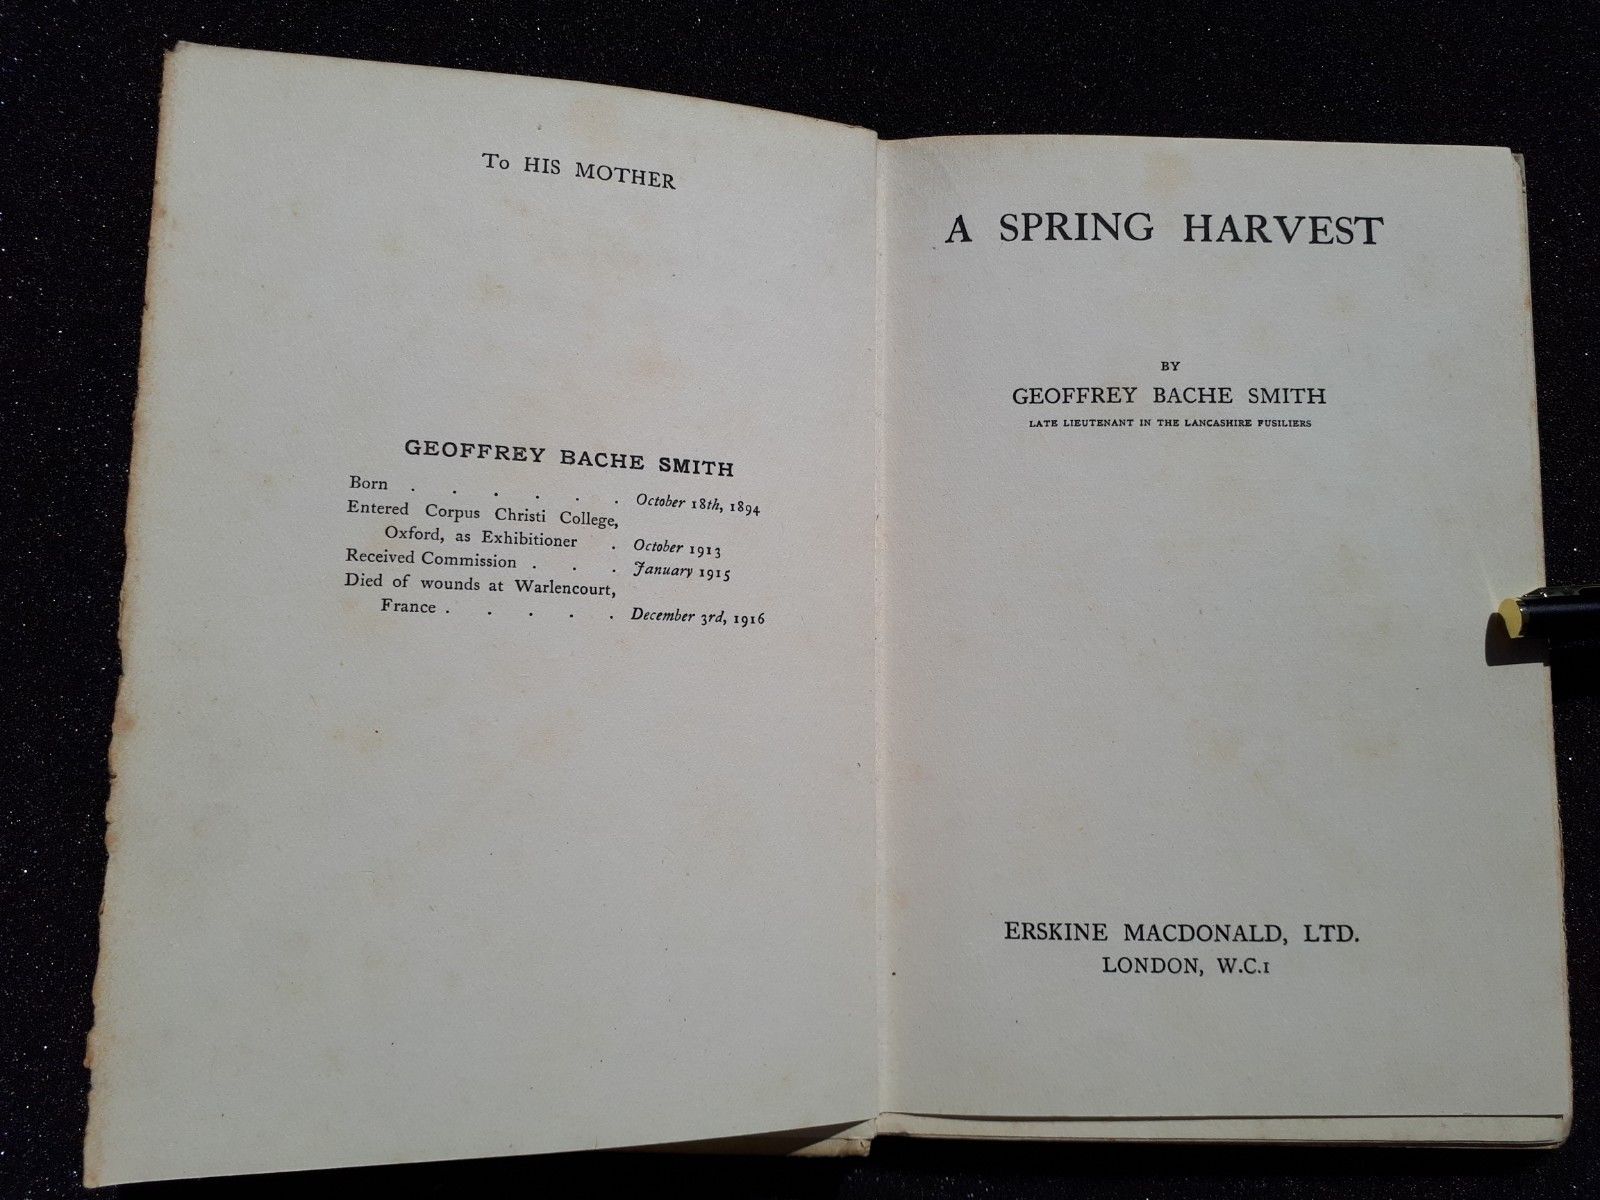 To HIS MOTHER
GEOFFREY BACHE SMITH
Born . . . . . . October 18th, 1894
Entered Corpus Christi College,
Oxford, as Exhibitioner . October 1913
Received Commission . . . January 1915
Died of wounds at Warlencourt,
France . . . . . December 3rd, 1916
A SPRING HARVEST
BY
GEOFFREY BACHE SMITH
LATE LIEUTENANT IN THE LANCASHIRE FUSILIERS
ERSKINE MACDONALD, LTD.
LONDON, W.C.1